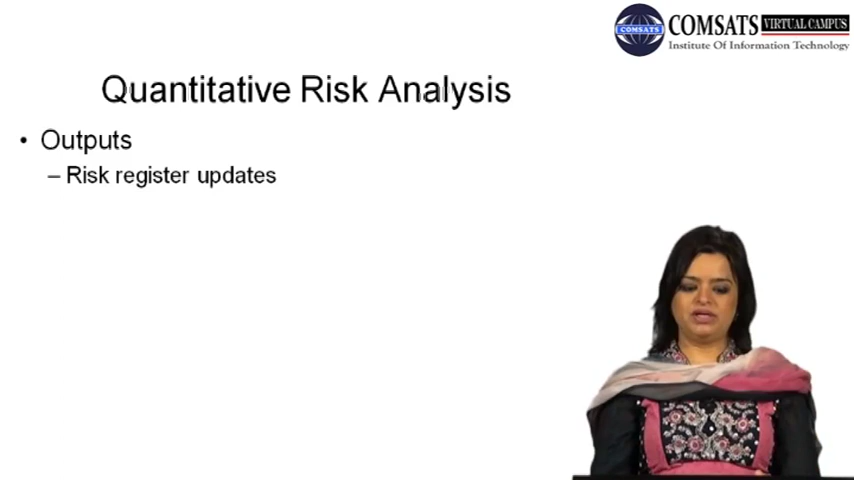 COMSATS VIRTUAL CAMPUS
COMSATS
Institute Of Information Technology
Quantitative Risk Analysis
• Outputs
– Risk register updates